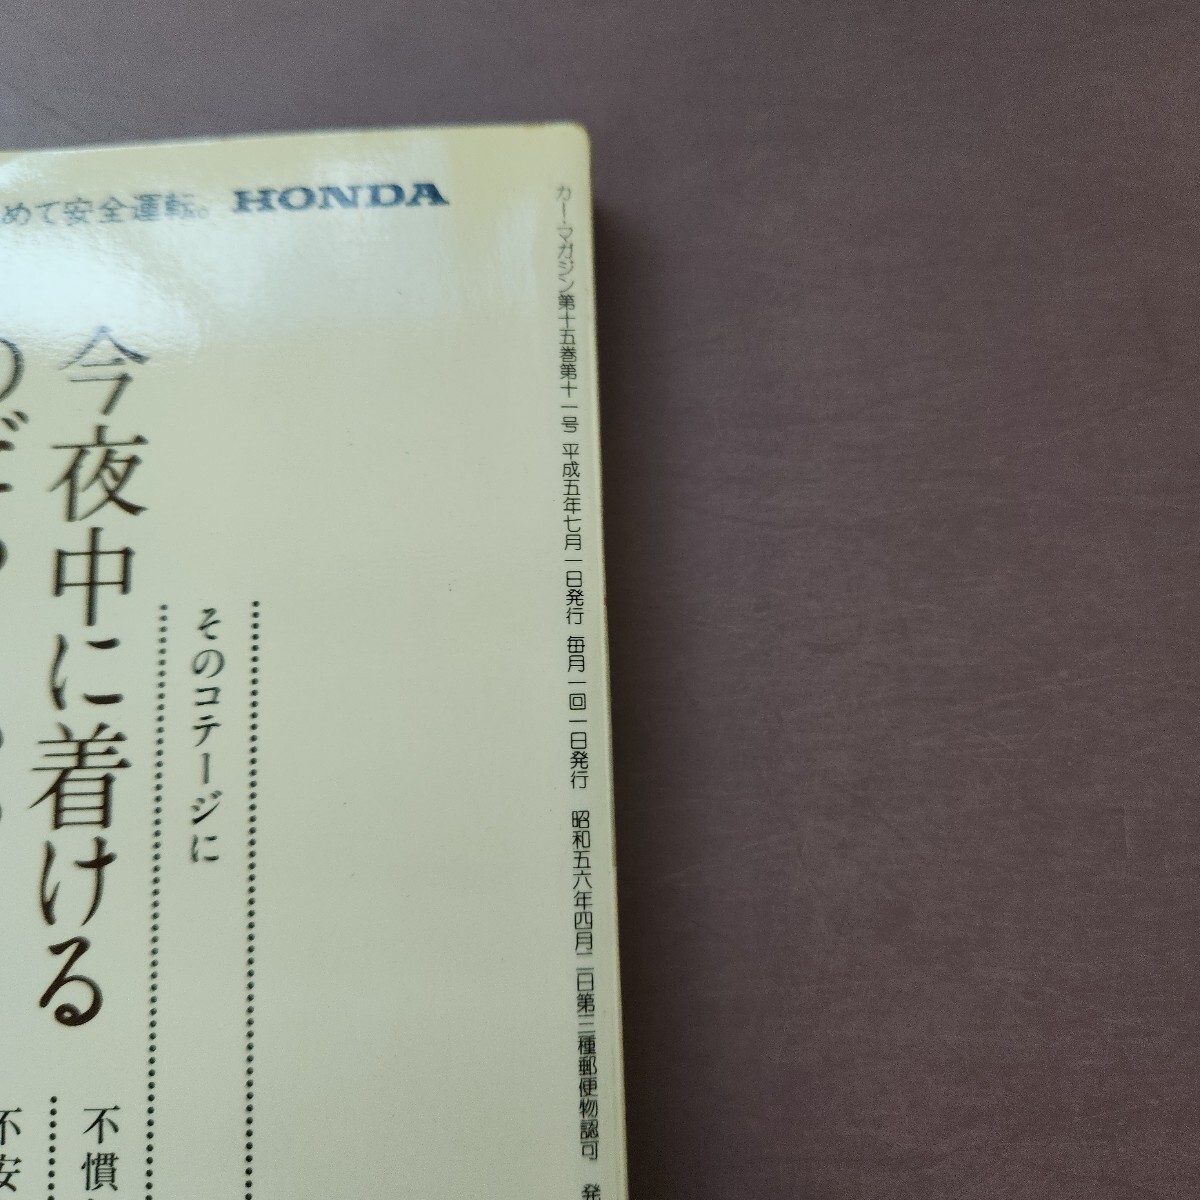 めて安全運転。 HONDA
カー・マガジン第十五巻第十一号 平成五年七月一日発行 毎月一回一日発行 昭和五六年四月二日第三種郵便物認可 発
そのコテージに
今夜中に着ける
不慣
不安